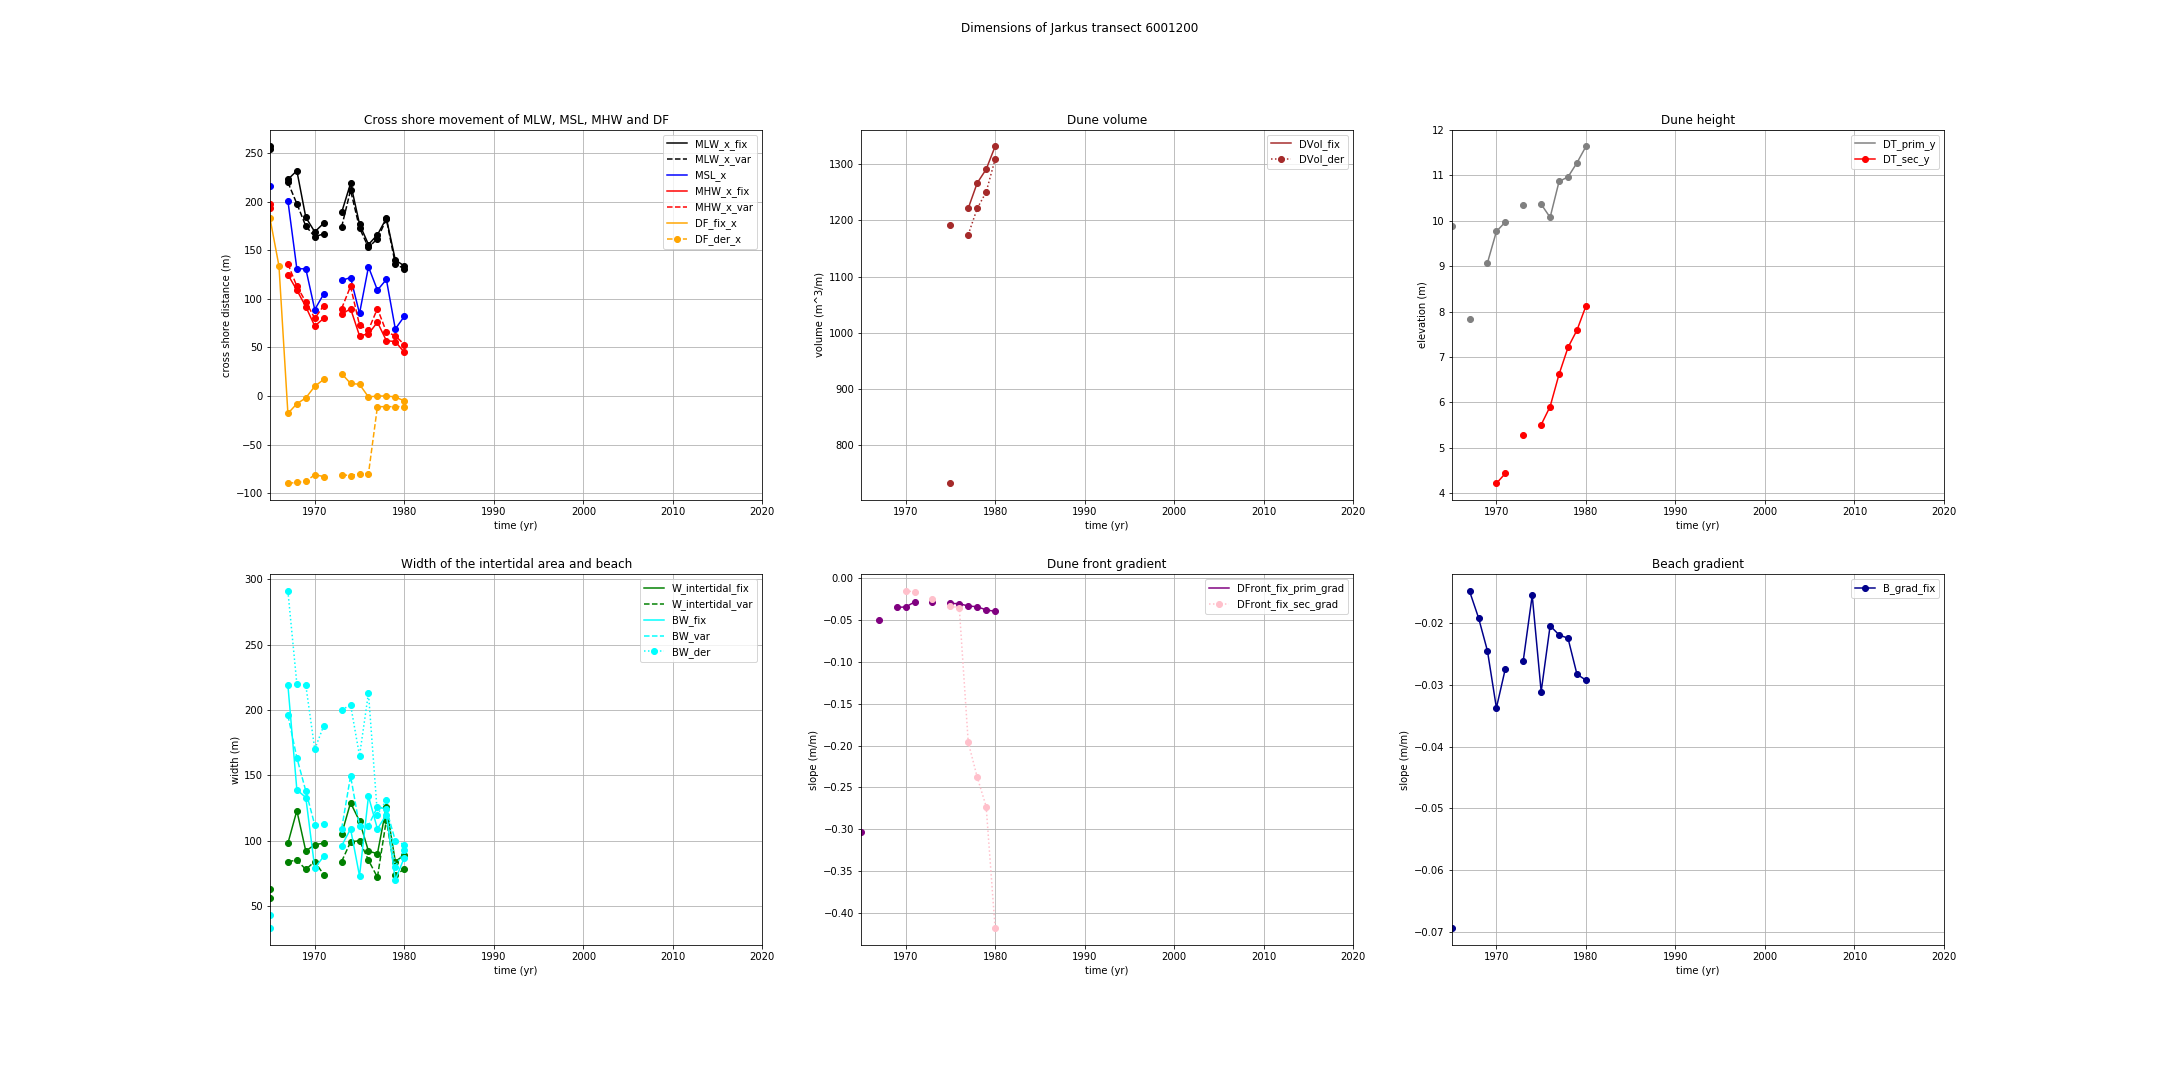 Dimensions of Jarkus transect 6001200
Cross shore movement of MLW, MSL, MHW and DF
cross shore distance (m)
250
200
150
100
50
0
−50
−100
MLW_x_fix
MLW_x_var
MSL_x
MHW_x_fix
MHW_x_var
DF_fix_x
DF_der_x
1970 1980 1990 2000 2010 2020
time (yr)
Dune volume
volume (m^3/m)
1300
1200
1100
1000
900
800
DVol_fix
DVol_der
1970 1980 1990 2000 2010 2020
time (yr)
Dune height
elevation (m)
12
11
10
9
8
7
6
5
4
DT_prim_y
DT_sec_y
1970 1980 1990 2000 2010 2020
time (yr)
Width of the intertidal area and beach
width (m)
300
250
200
150
100
50
W_intertidal_fix
W_intertidal_var
BW_fix
BW_var
BW_der
1970 1980 1990 2000 2010 2020
time (yr)
Dune front gradient
slope (m/m)
0.00
−0.05
−0.10
−0.15
−0.20
−0.25
−0.30
−0.35
−0.40
DFront_fix_prim_grad
DFront_fix_sec_grad
1970 1980 1990 2000 2010 2020
time (yr)
Beach gradient
slope (m/m)
−0.02
−0.03
−0.04
−0.05
−0.06
−0.07
B_grad_fix
1970 1980 1990 2000 2010 2020
time (yr)